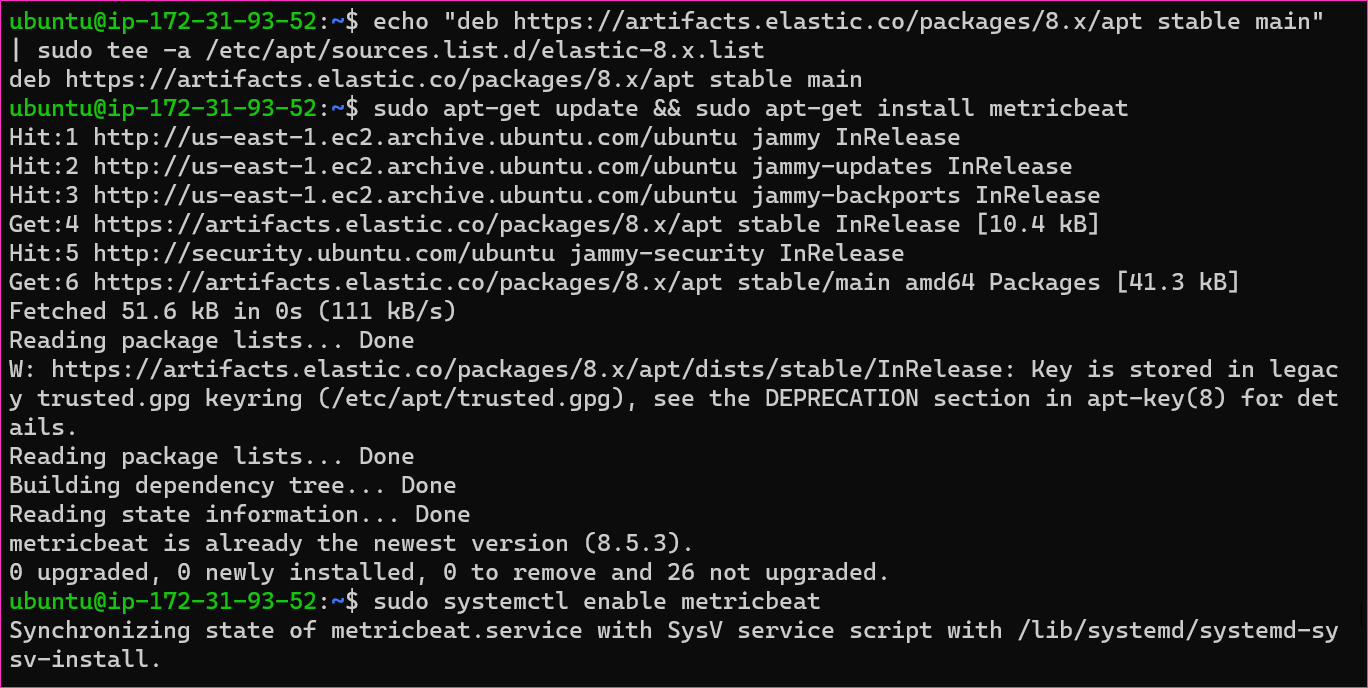 ubuntu@ip-172-31-93-52:~$ echo "deb https://artifacts.elastic.co/packages/8.x/apt stable main"
| sudo tee -a /etc/apt/sources.list.d/elastic-8.x.list
deb https://artifacts.elastic.co/packages/8.x/apt stable main
ubuntu@ip-172-31-93-52:~$ sudo apt-get update && sudo apt-get install metricbeat
Hit:1 http://us-east-1.ec2.archive.ubuntu.com/ubuntu jammy InRelease
Hit:2 http://us-east-1.ec2.archive.ubuntu.com/ubuntu jammy-updates InRelease
Hit:3 http://us-east-1.ec2.archive.ubuntu.com/ubuntu jammy-backports InRelease
Get:4 https://artifacts.elastic.co/packages/8.x/apt stable InRelease [10.4 kB]
Hit:5 http://security.ubuntu.com/ubuntu jammy-security InRelease
Get:6 https://artifacts.elastic.co/packages/8.x/apt stable/main amd64 Packages [41.3 kB]
Fetched 51.6 kB in 0s (111 kB/s)
Reading package lists... Done
W: https://artifacts.elastic.co/packages/8.x/apt/dists/stable/InRelease: Key is stored in legac
y trusted.gpg keyring (/etc/apt/trusted.gpg), see the DEPRECATION section in apt-key(8) for det
ails.
Reading package lists... Done
Building dependency tree... Done
Reading state information... Done
metricbeat is already the newest version (8.5.3).
0 upgraded, 0 newly installed, 0 to remove and 26 not upgraded.
ubuntu@ip-172-31-93-52:~$ sudo systemctl enable metricbeat
Synchronizing state of metricbeat.service with SysV service script with /lib/systemd/systemd-sy
sv-install.